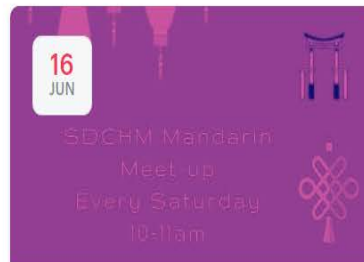 16
JUN
SDCHM Mandarin
Meet up
Every Saturday
10-11am